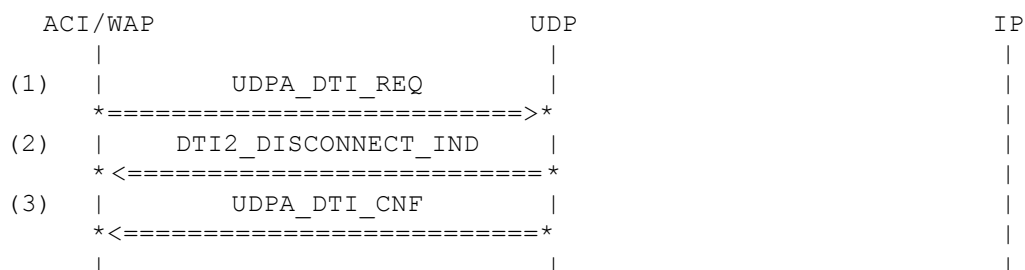 ACI/WAP UDP IP
| | |
(1) | UDPA_DTI_REQ | |
*==========================>* |
(2) | DTI2_DISCONNECT_IND | |
* <========================== * |
(3) | UDPA_DTI_CNF | |
*<===========================* |
| | |